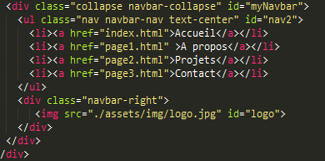 <div class="collapse navbar-collapse" id="myNavbar">
<ul class="nav navbar-nav text-center" id="nav2">
<li><a href="index.html">Accueil</a></li>
<li><a href="page1.html" >A propos</a></li>
<li><a href="page2.html">Projets</a></li>
<li><a href="page3.html">Contact</a></li>
</ul>
<div class="navbar-right">
<img src="./assets/img/logo.jpg" id="logo">
</div>
</div>
/div>